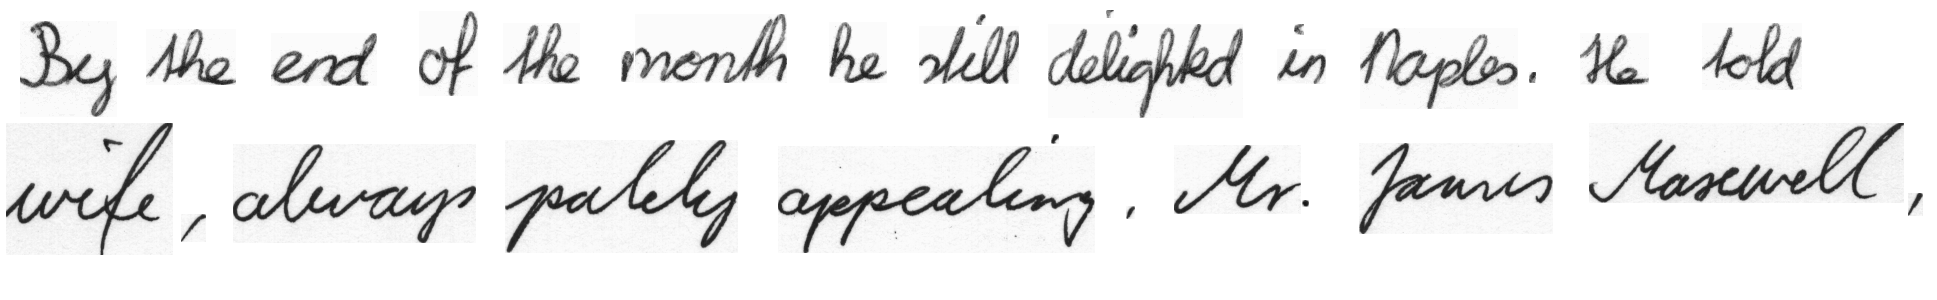 By the end of the month he still delighted in Naples. He told
wife, always palely appealing, Mr. James Maxwell,